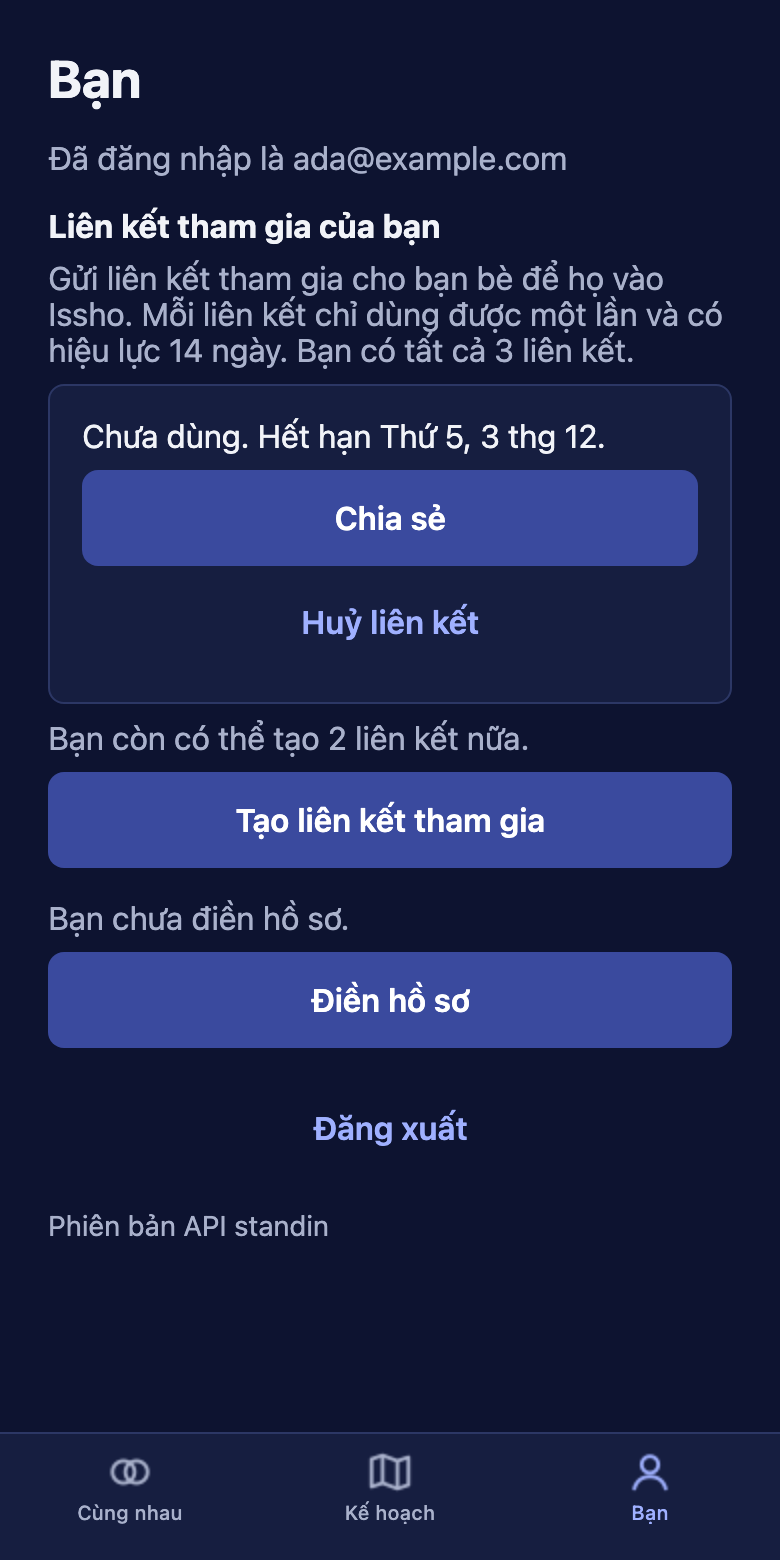 Bạn
Đã đăng nhập là ada@example.com
Liên kết tham gia của bạn
Gửi liên kết tham gia cho bạn bè để họ vào
Issho. Mỗi liên kết chỉ dùng được một lần và có
hiệu lực 14 ngày. Bạn có tất cả 3 liên kết.
Chưa dùng. Hết hạn Thứ 5, 3 thg 12.
Chia sẻ
Huỷ liên kết
Bạn còn có thể tạo 2 liên kết nữa.
Tạo liên kết tham gia
Bạn chưa điền hồ sơ.
Điền hồ sơ
Đăng xuất
Phiên bản API standin
Cùng nhau
Kế hoạch
Bạn